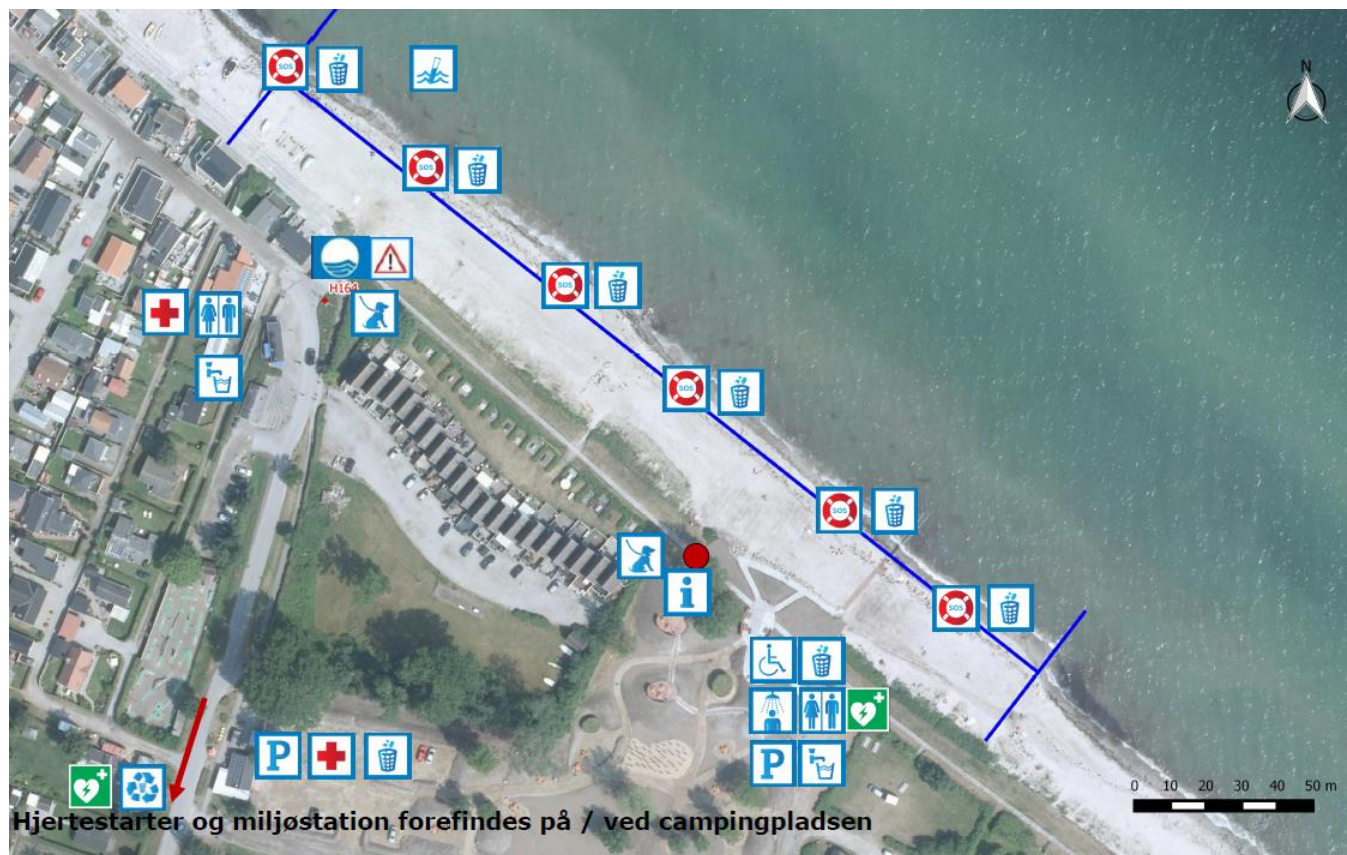 N
SOS
SOS
SOS
H164
SOS
SOS
i
SOS
P
P
0 10 20 30 40 50 m
Hjertestarter og miljøstation forefindes på / ved campingpladsen